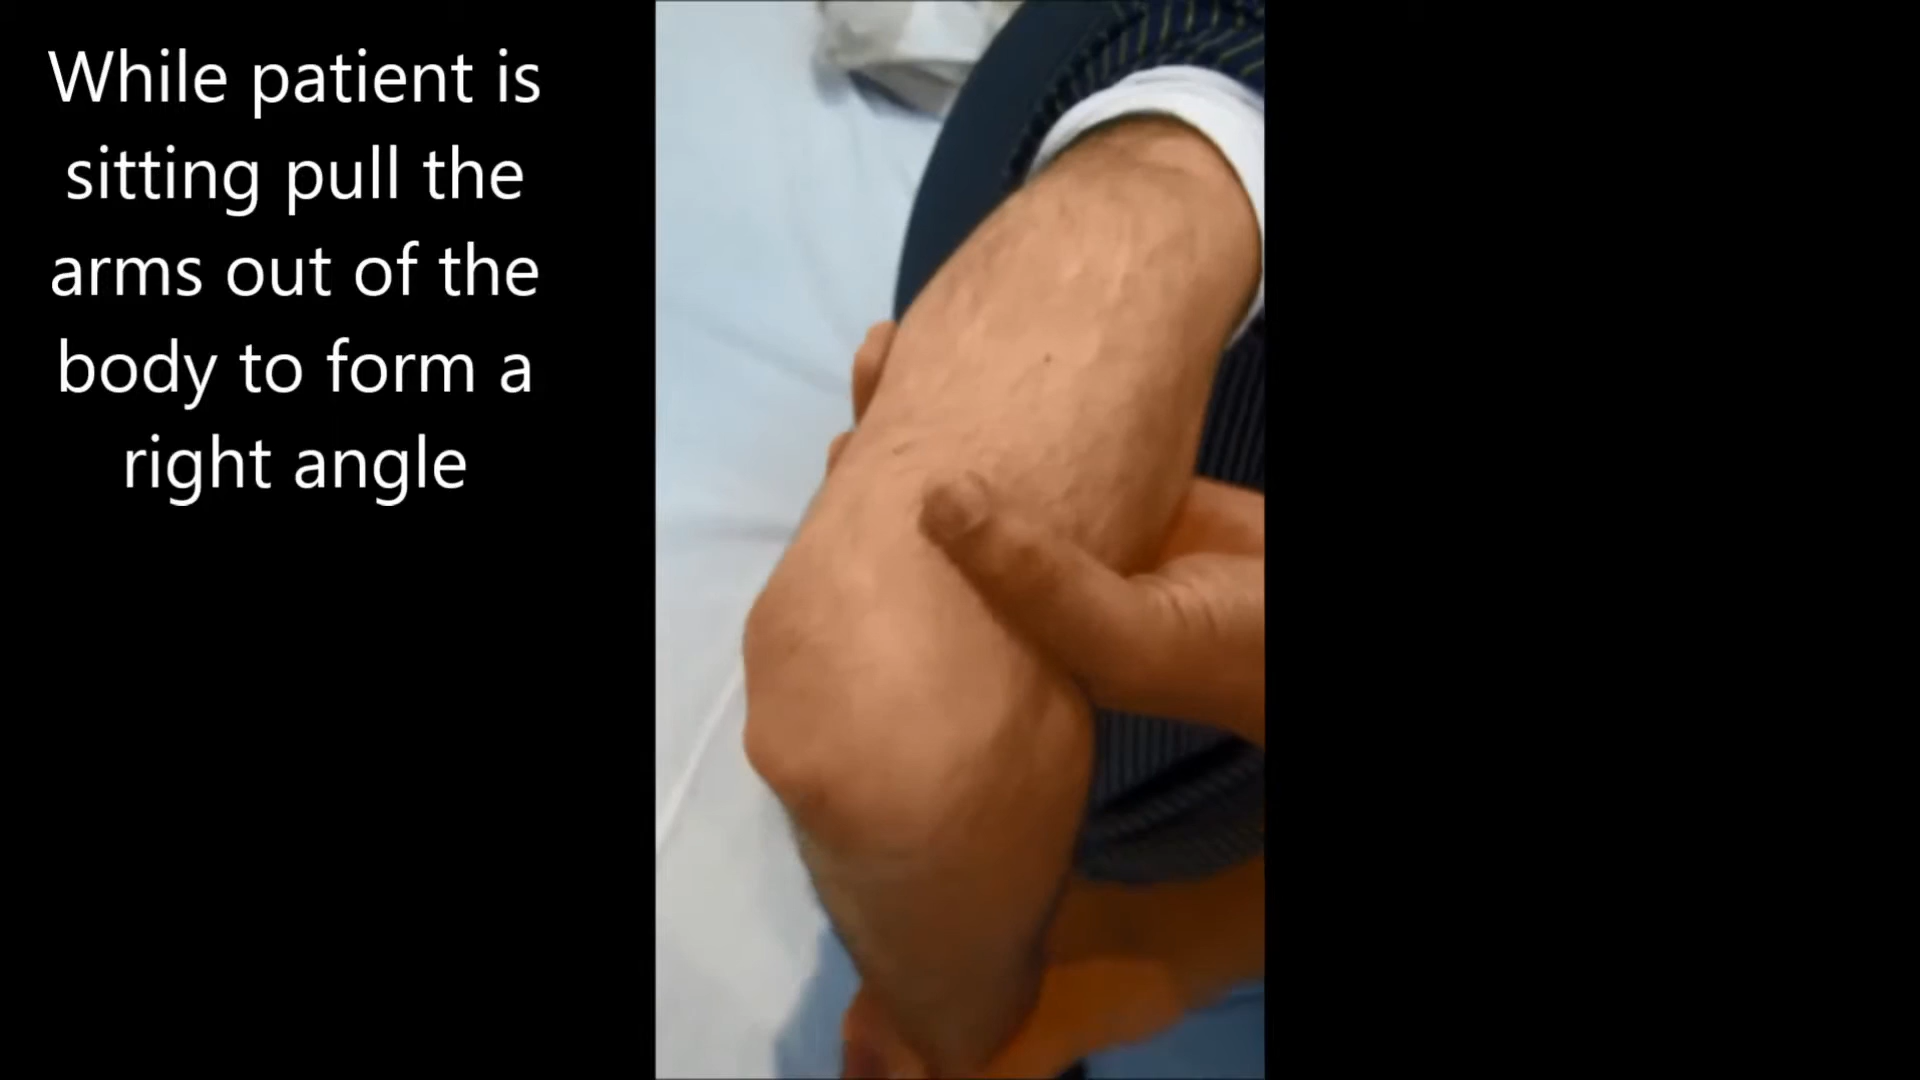 While patient is
sitting pull the
arms out of the
body to form a
right angle